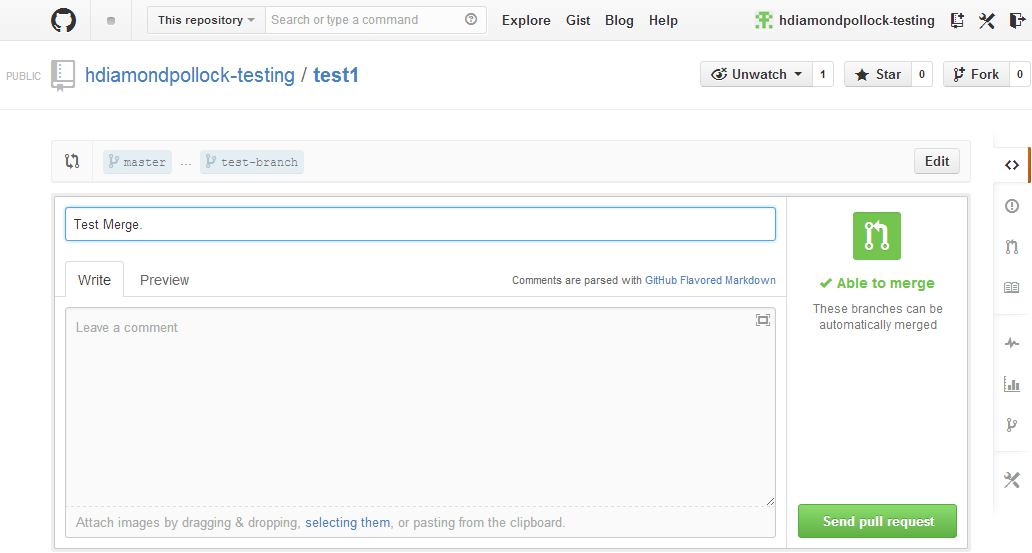 This repository Search or type a command Explore Gist Blog Help hdiamondpollock-testing
PUBLIC hdiamondpollock-testing / test1 Unwatch 1 Star 0 Fork 0
master ... test-branch Edit
Test Merge.
Write Preview Comments are parsed with GitHub Flavored Markdown
Leave a comment
Attach images by dragging & dropping, selecting them, or pasting from the clipboard.
Able to merge
These branches can be
automatically merged
Send pull request